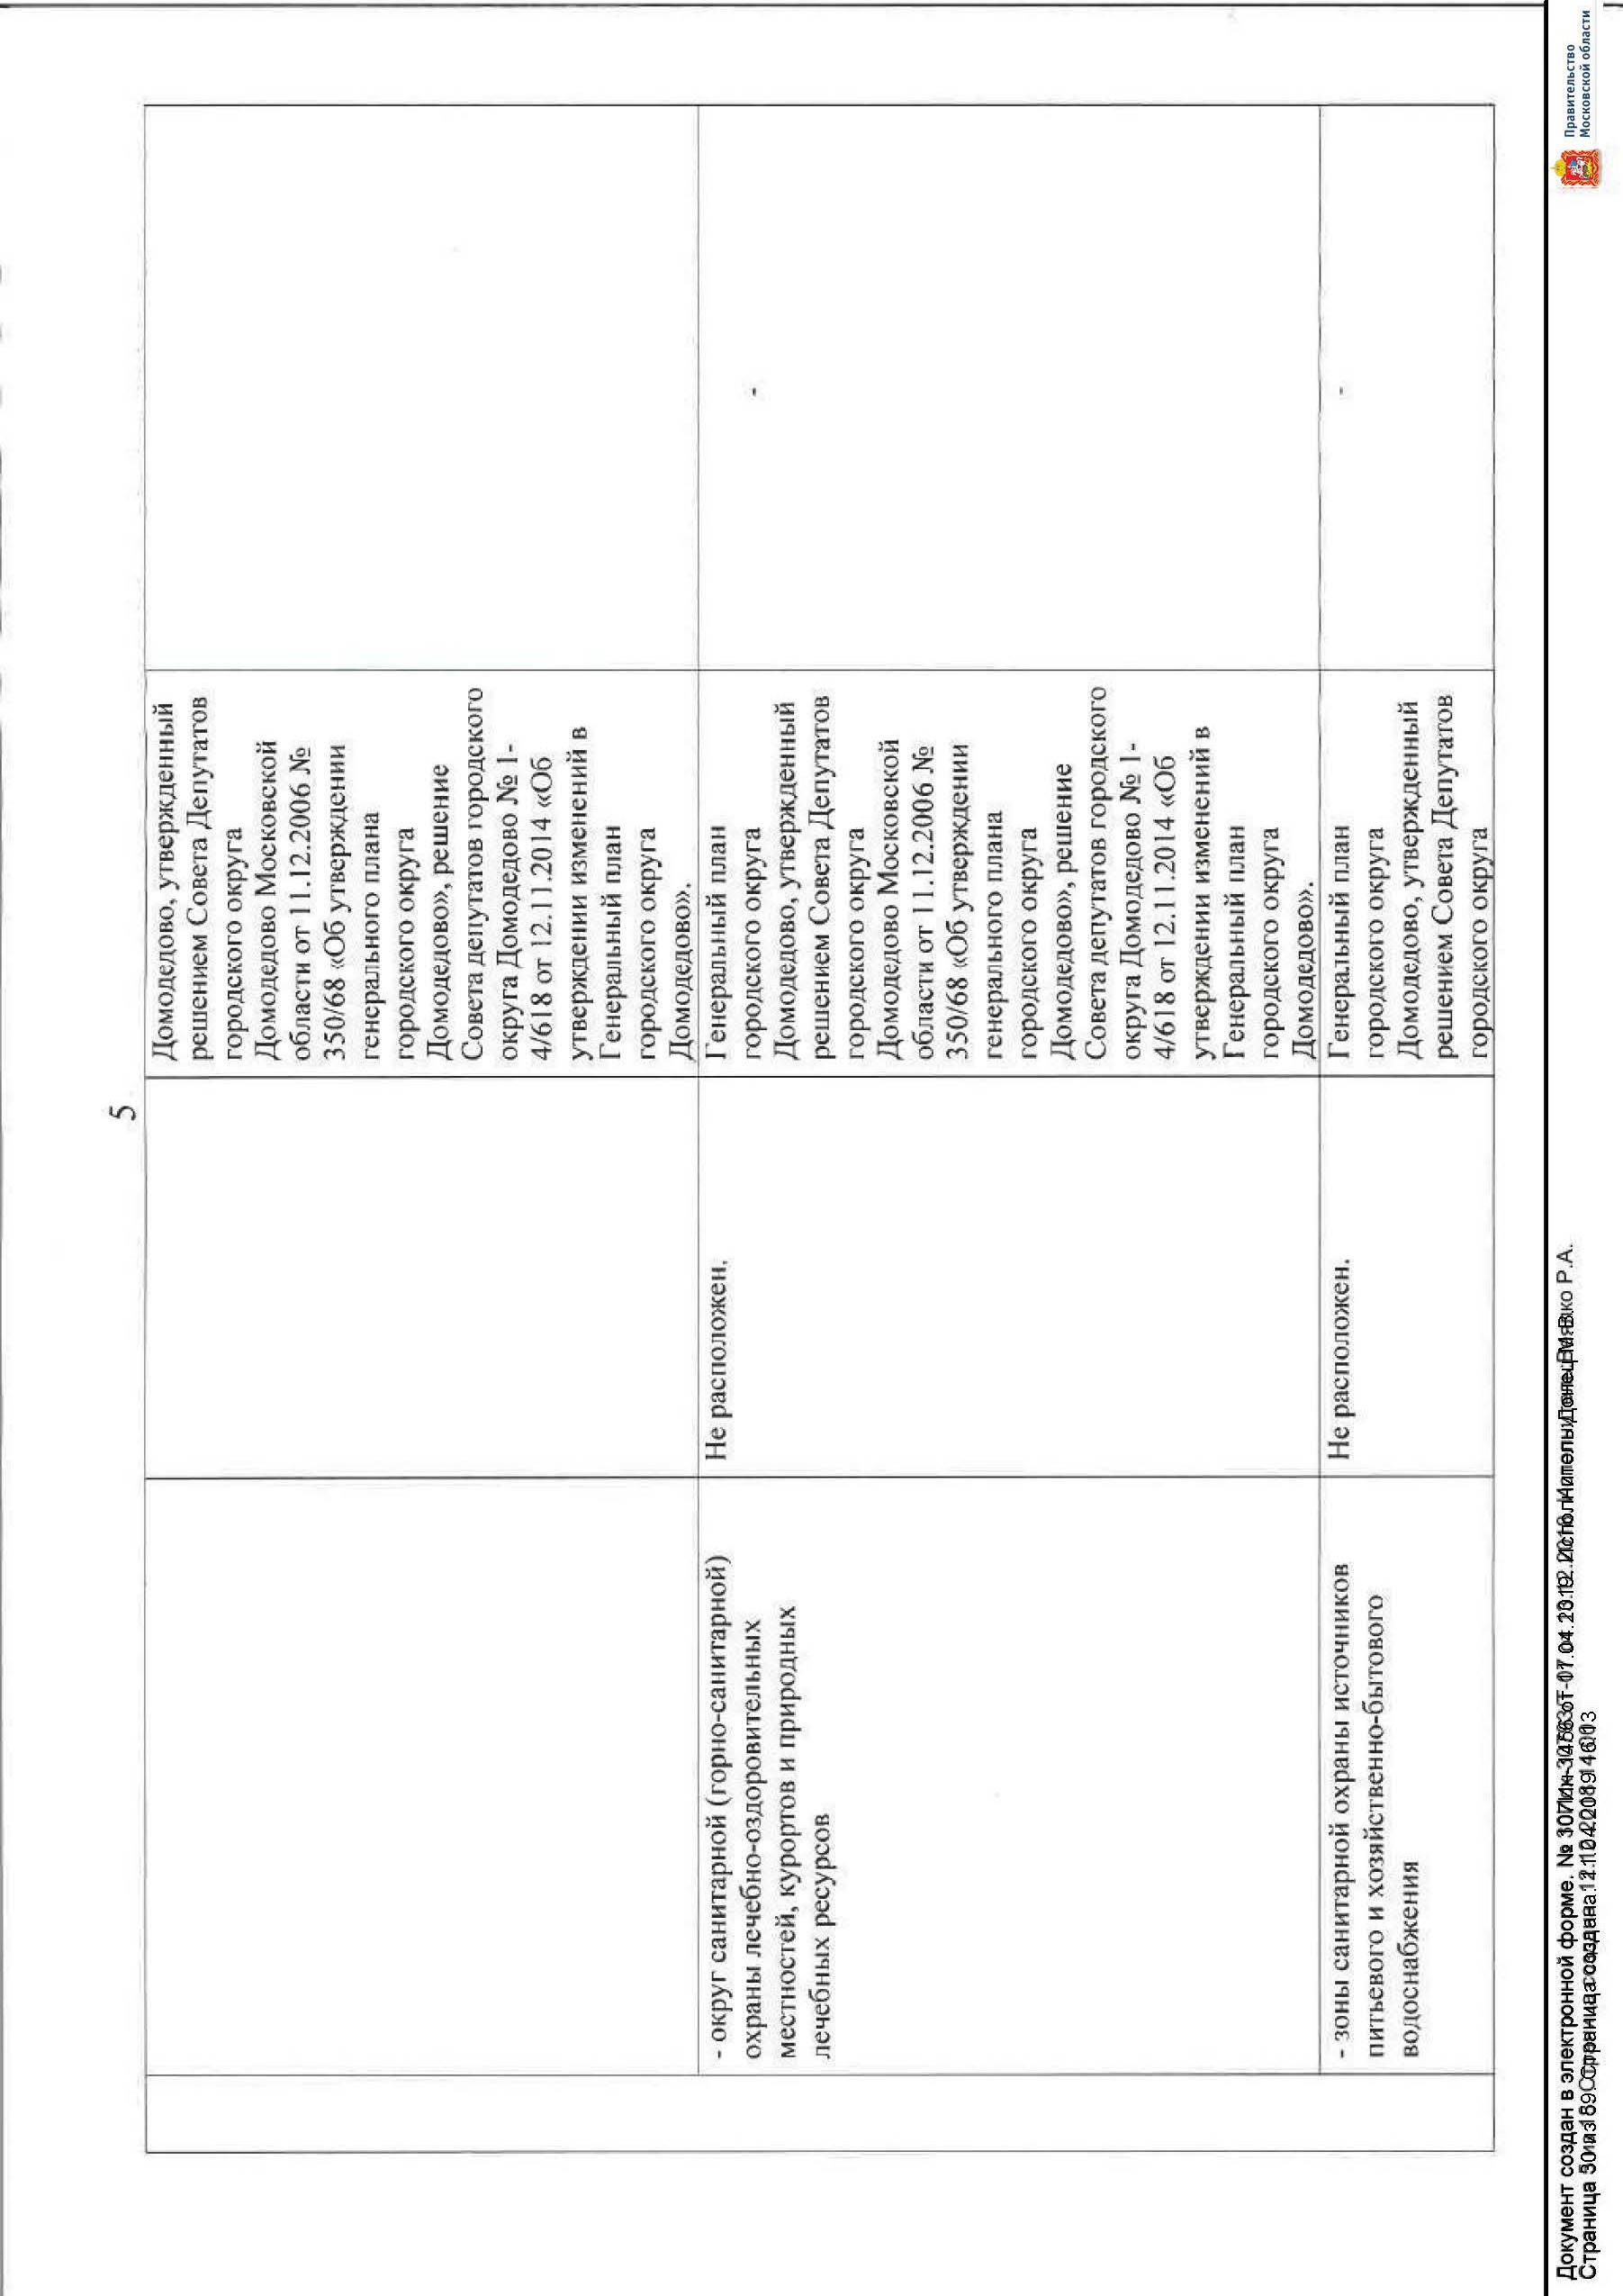 5
Домодедово, утвержденный
решением Совета Депутатов
городского округа
Домодедово Московской
области от 11.12.2006 №
350/68 «Об утверждении
генерального плана
городского округа
Домодедово», решение
Совета депутатов городского
округа Домодедово № 1-
4/618 от 12.11.2014 «Об
утверждении изменений в
Генеральный план
городского округа
Домодедово».
- округ санитарной (горно-санитарной)
охраны лечебно-оздоровительных
местностей, курортов и природных
лечебных ресурсов
Не расположен.
Генеральный план
городского округа
Домодедово, утвержденный
решением Совета Депутатов
городского округа
Домодедово Московской
области от 11.12.2006 №
350/68 «Об утверждении
генерального плана
городского округа
Домодедово», решение
Совета депутатов городского
округа Домодедово № 1-
4/618 от 12.11.2014 «Об
утверждении изменений в
Генеральный план
городского округа
Домодедово».
-
- зоны санитарной охраны источников
питьевого и хозяйственно-бытового
водоснабжения
Не расположен.
Генеральный план
городского округа
Домодедово, утвержденный
решением Совета Депутатов
городского округа
-
Документ создан в электронной форме. №
Страница
Правительство
Московской области